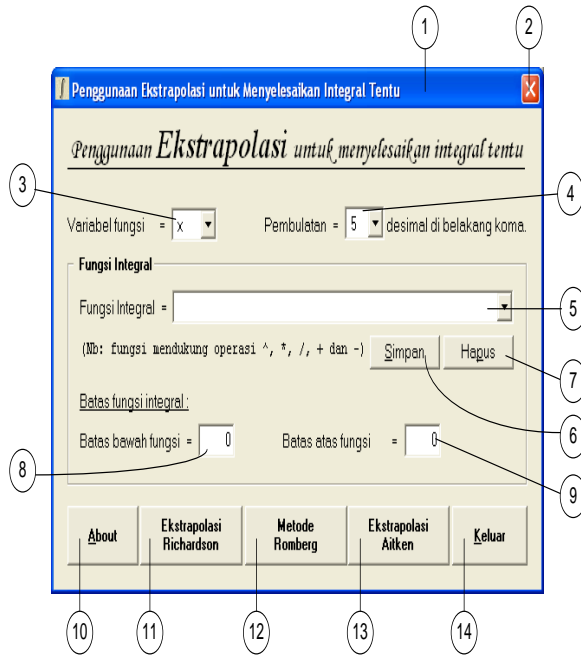 1
2
Penggunaan Ekstrapolasi untuk Menyelesaikan Integral Tentu
Penggunaan Ekstrapolasi untuk menyelesaikan integral tentu
3
4
Variabel fungsi = x
Pembulatan = 5 desimal di belakang koma.
Fungsi Integral
Fungsi Integral =
5
(Nb: fungsi mendukung operasi ^, *, /, + dan -)
Simpan
Hapus
7
Batas fungsi integral :
6
Batas bawah fungsi = 0
Batas atas fungsi = 0
8
9
About
Ekstrapolasi
Richardson
Metode
Romberg
Ekstrapolasi
Aitken
Keluar
10
11
12
13
14